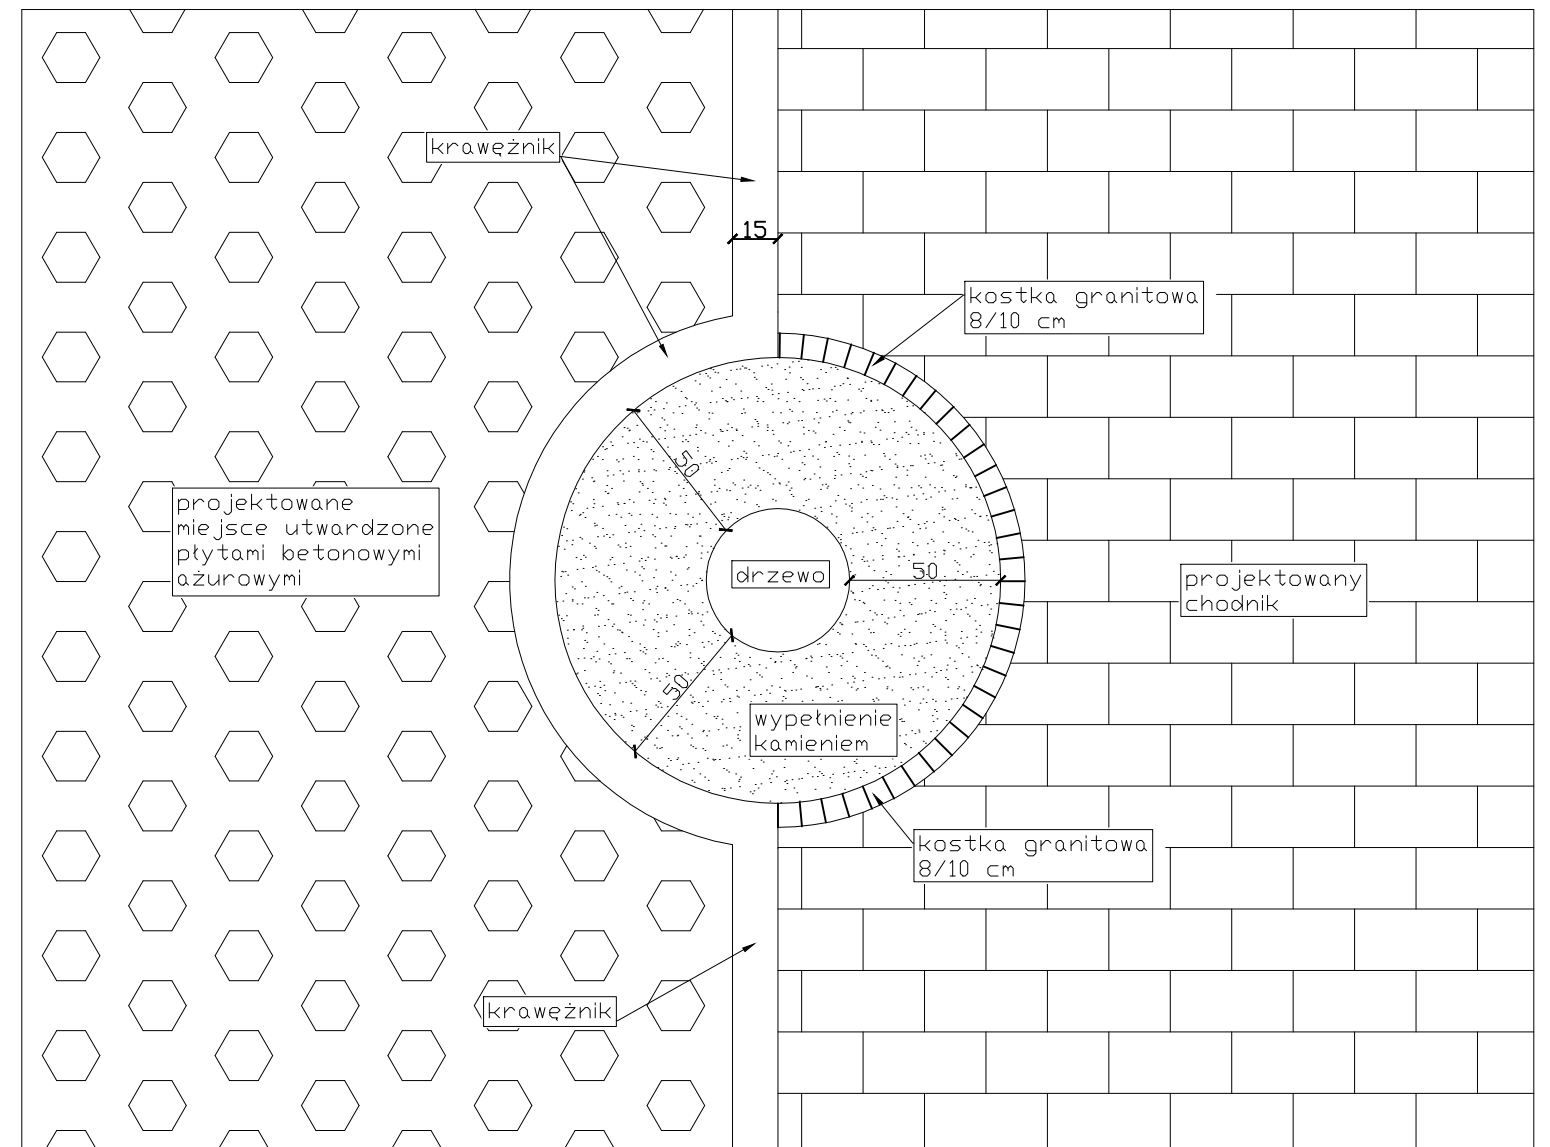 krawężnik
15
kostka granitowa
8/10 cm
50
projektowane
miejsce utwardzone
płytami betonowymi
ażurowymi
drzewo
50
projektowany
chodnik
50
wypełnienie
kamieniem
kostka granitowa
8/10 cm
krawężnik